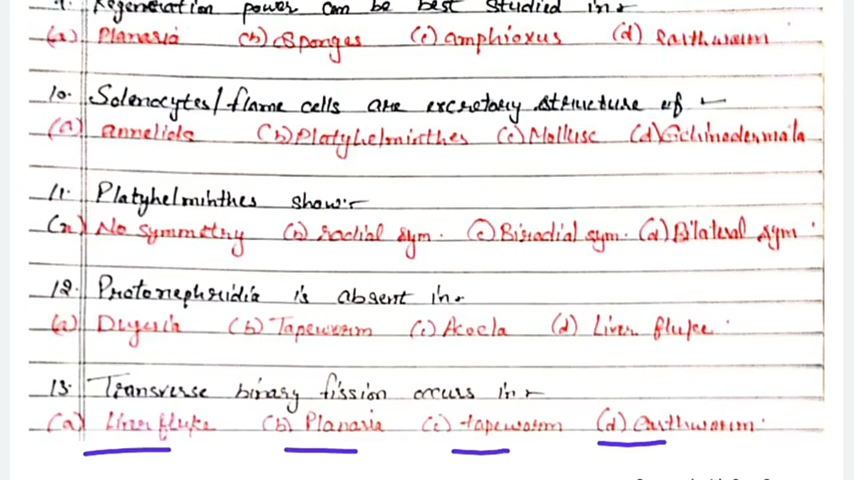 9. Regeneration power can be best studied in :-
(a) Planaria (b) Sponges (c) amphioxus (d) Earthworm
10. Solenocytes/flame cells are excretory structure of :-
(a) annelida (b) Platyhelminthes (c) Mollusc (d) Echinodermata
11. Platyhelminthes show :-
(a) No symmetry (b) radial sym. (c) Biradial sym. (d) Bilateral sym.
12. Protonephridia is absent in :-
(a) (b) Tapeworm (c) Acoela (d) Liver fluke.
13. Transverse binary fission occurs in :-
(a) Liver fluke (b) Planaria (c) tapeworm (d) earthworm.